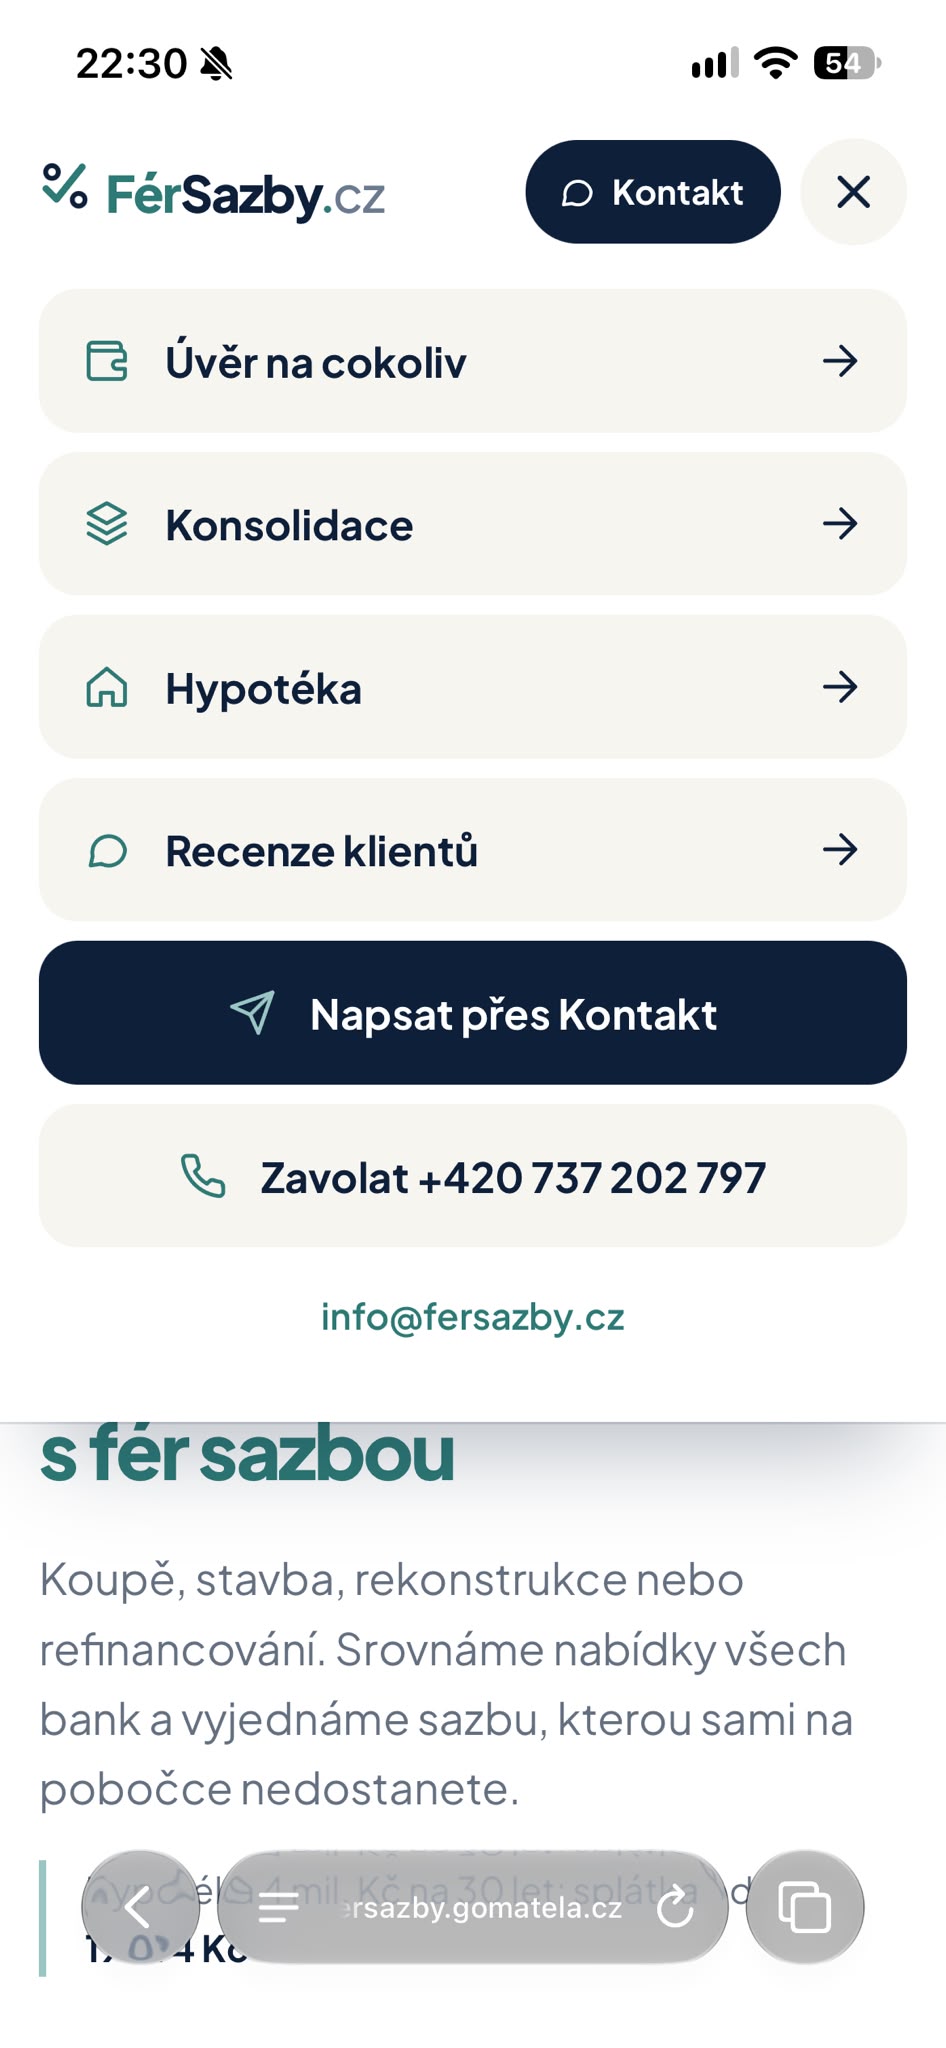 22:30
54
FérSazby.cz
Kontakt
Úvěr na cokoliv
Konsolidace
Hypotéka
Recenze klientů
Napsat přes Kontakt
Zavolat +420 737 202 797
info@fersazby.cz
s fér sazbou
Koupě, stavba, rekonstrukce nebo
refinancování. Srovnáme nabídky všech
bank a vyjednáme sazbu, kterou sami na
pobočce nedostanete.
4 mil. Kč na 30 let: splátka
ersazby.gomatela.cz
Kč